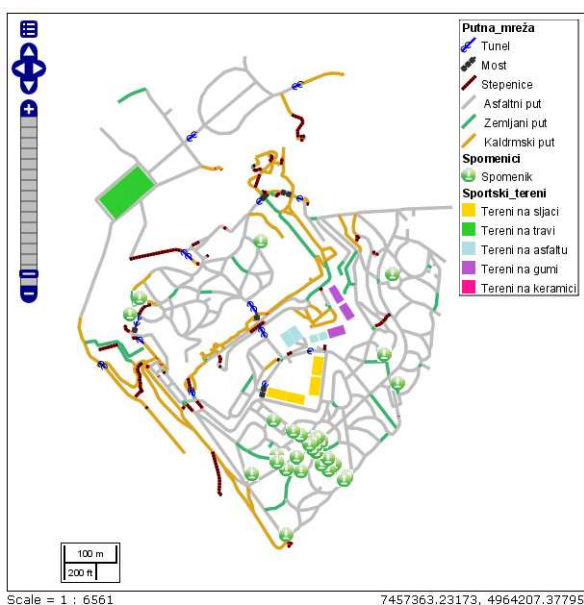 Putna_mreža
Tunel
Most
Stepenice
Asfaltni put
Zemljani put
Kaldrmski put
Spomenici
Spomenik
Sportski_tereni
Tereni na sljaci
Tereni na travi
Tereni na asfaltu
Tereni na gumi
Tereni na keramici
100 m
200 ft
Scale = 1 : 6561
7457363.23173, 4964207.37795